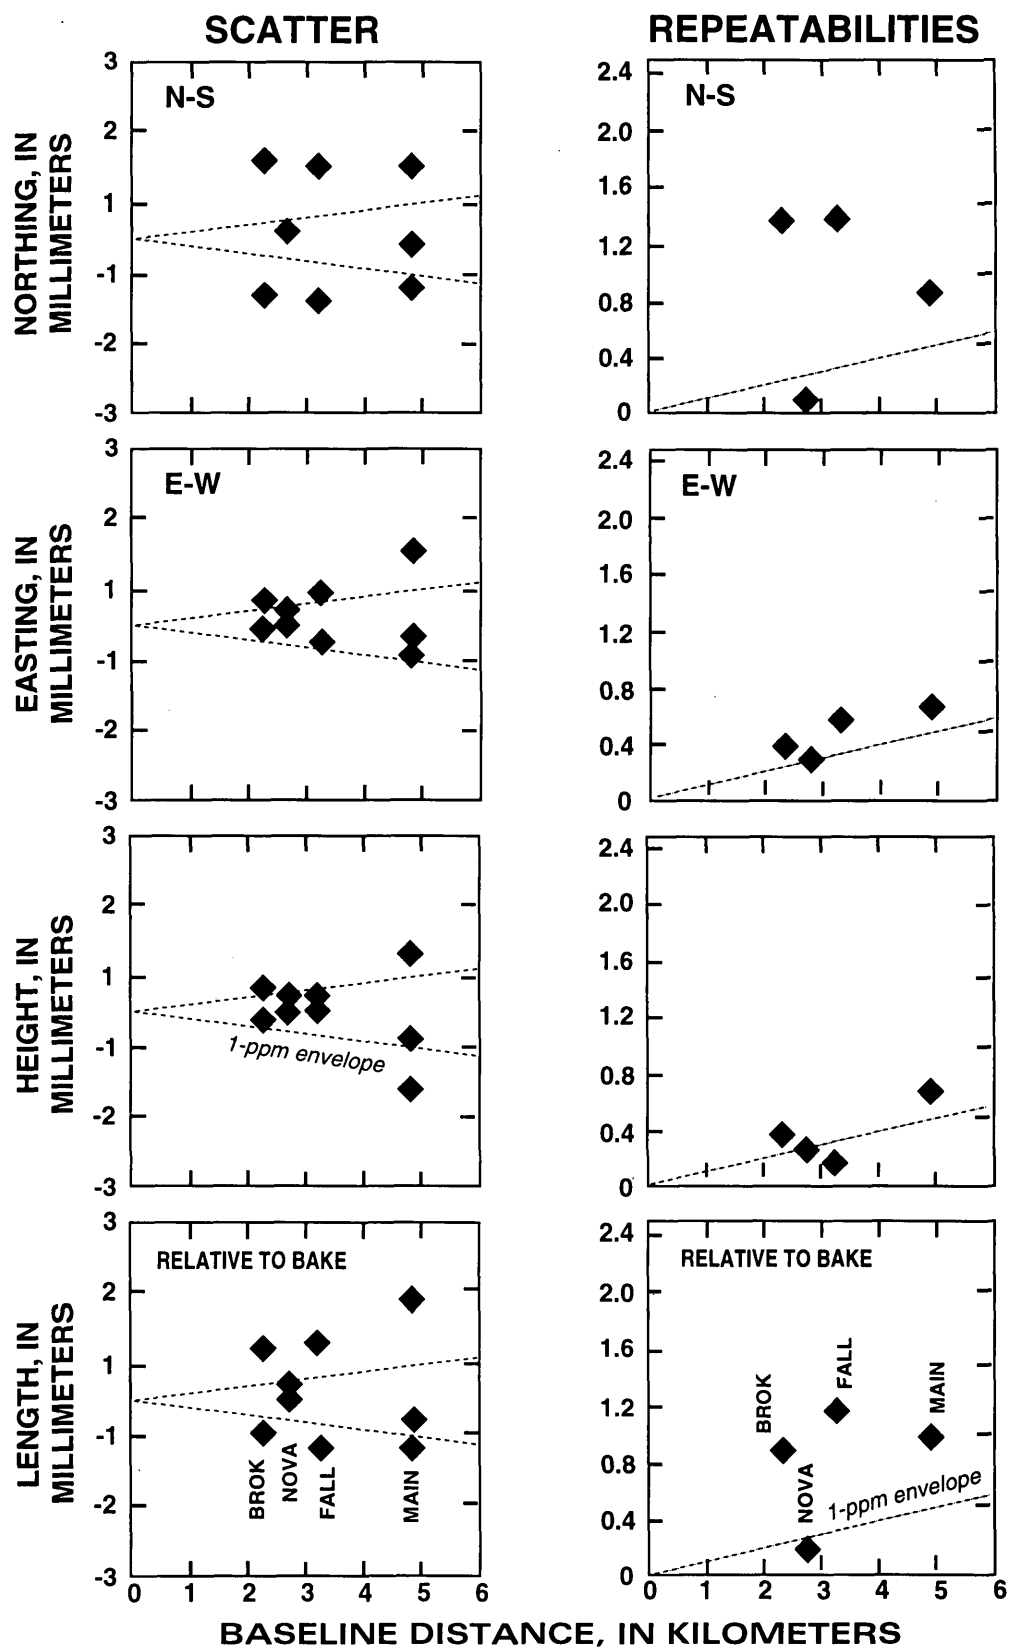 SCATTER
REPEATABILITIES
NORTHING, IN
MILLIMETERS
3
2
1
-1
-2
-3
N-S
2.4
2.0
1.6
1.2
0.8
0.4
0
N-S
EASTING, IN
MILLIMETERS
3
2
1
-1
-2
-3
E-W
2.4
2.0
1.6
1.2
0.8
0.4
0
E-W
HEIGHT, IN
MILLIMETERS
3
2
1
-1
-2
-3
1-ppm envelope
2.4
2.0
1.6
1.2
0.8
0.4
0
LENGTH, IN
MILLIMETERS
3
2
1
-1
-2
-3
RELATIVE TO BAKE
BROK
NOVA
FALL
MAIN
0 1 2 3 4 5 6
2.4
2.0
1.6
1.2
0.8
0.4
0
RELATIVE TO BAKE
BROK
NOVA
FALL
MAIN
1-ppm envelope
0 1 2 3 4 5 6
BASELINE DISTANCE, IN KILOMETERS